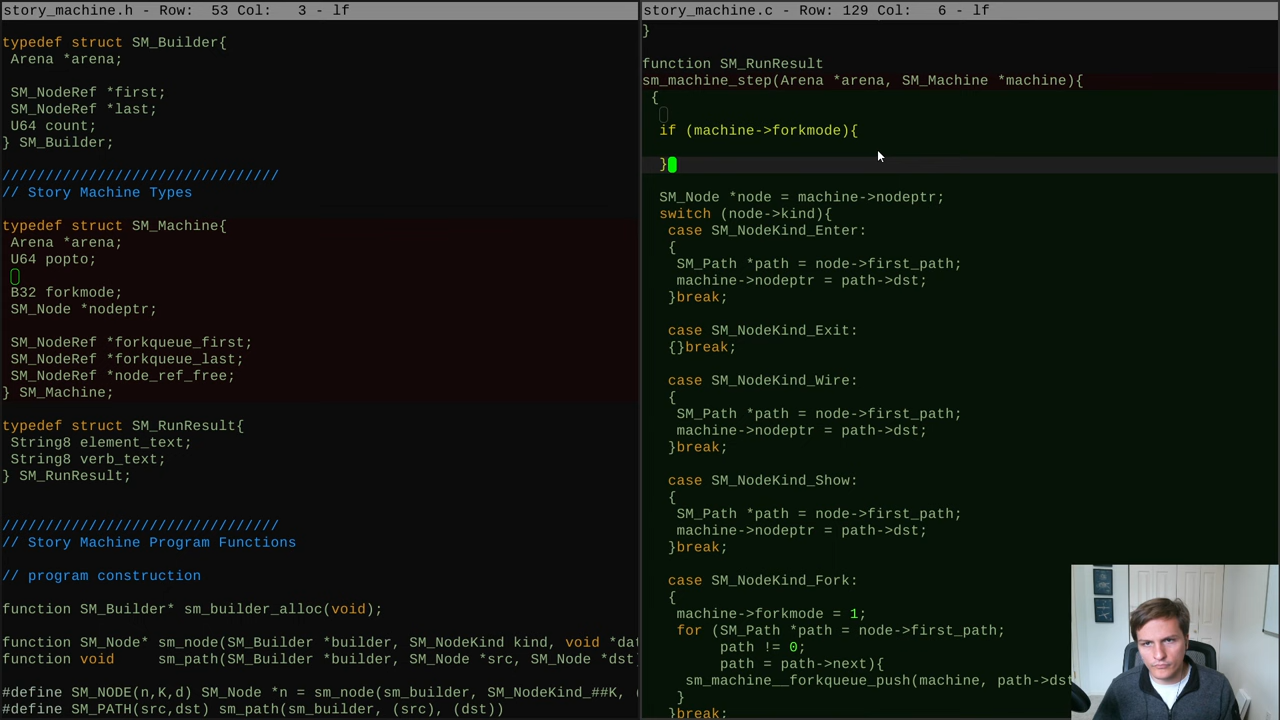 story_machine.h - Row:  53 Col:   3 - lf
typedef struct SM_Builder{
Arena *arena;
SM_NodeRef *first;
SM_NodeRef *last;
U64 count;
} SM_Builder;
////////////////////////////////
// Story Machine Types
typedef struct SM_Machine{
Arena *arena;
U64 popto;
B32 forkmode;
SM_Node *nodeptr;
SM_NodeRef *forkqueue_first;
SM_NodeRef *forkqueue_last;
SM_NodeRef *node_ref_free;
} SM_Machine;
typedef struct SM_RunResult{
String8 element_text;
String8 verb_text;
} SM_RunResult;
////////////////////////////////
// Story Machine Program Functions
// program construction
function SM_Builder* sm_builder_alloc(void);
function SM_Node* sm_node(SM_Builder *builder, SM_NodeKind kind, void *dat
function void     sm_path(SM_Builder *builder, SM_Node *src, SM_Node *dst
#define SM_NODE(n,K,d) SM_Node *n = sm_node(sm_builder, SM_NodeKind_##K, (
#define SM_PATH(src,dst) sm_path(sm_builder, (src), (dst))
story_machine.c - Row: 129 Col:   6 - lf
}
function SM_RunResult
sm_machine_step(Arena *arena, SM_Machine *machine){
{
if (machine->forkmode){
}
SM_Node *node = machine->nodeptr;
switch (node->kind){
case SM_NodeKind_Enter:
{
SM_Path *path = node->first_path;
machine->nodeptr = path->dst;
}break;
case SM_NodeKind_Exit:
{}break;
case SM_NodeKind_Wire:
{
SM_Path *path = node->first_path;
machine->nodeptr = path->dst;
}break;
case SM_NodeKind_Show:
{
SM_Path *path = node->first_path;
machine->nodeptr = path->dst;
}break;
case SM_NodeKind_Fork:
{
machine->forkmode = 1;
for (SM_Path *path = node->first_path;
path != 0;
path = path->next){
sm_machine__forkqueue_push(machine, path->dst
}
}break;